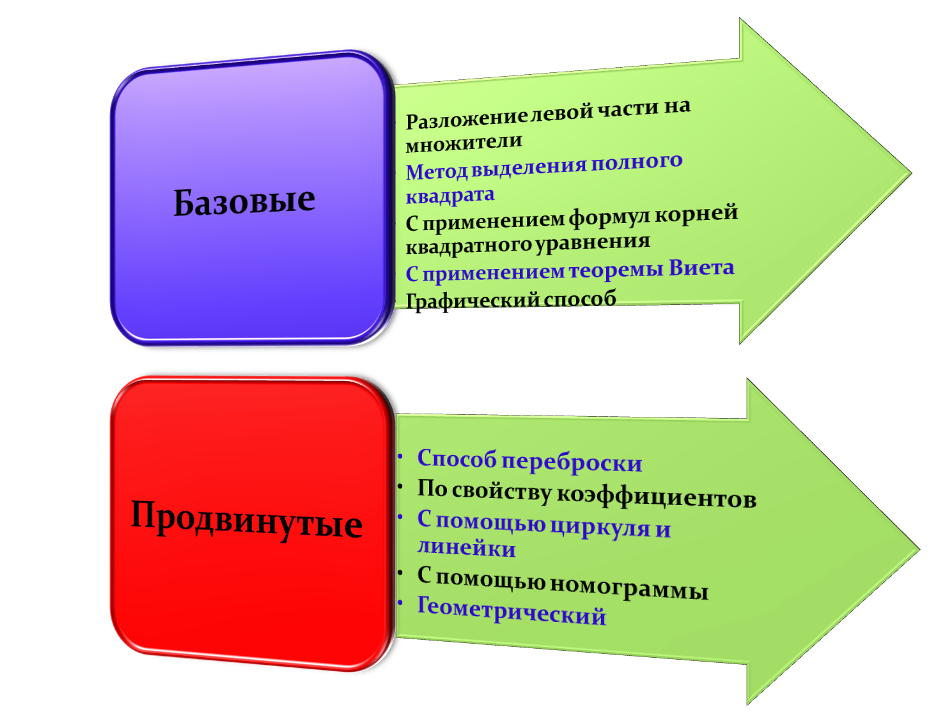 Базовые
Разложение левой части на
множители
Метод выделения полного
квадрата
С применением формул корней
квадратного уравнения
С применением теоремы Виета
Графический способ
Продвинутые
• Способ переброски
• По свойству коэффициентов
• С помощью циркуля и
линейки
• С помощью номограммы
• Геометрический